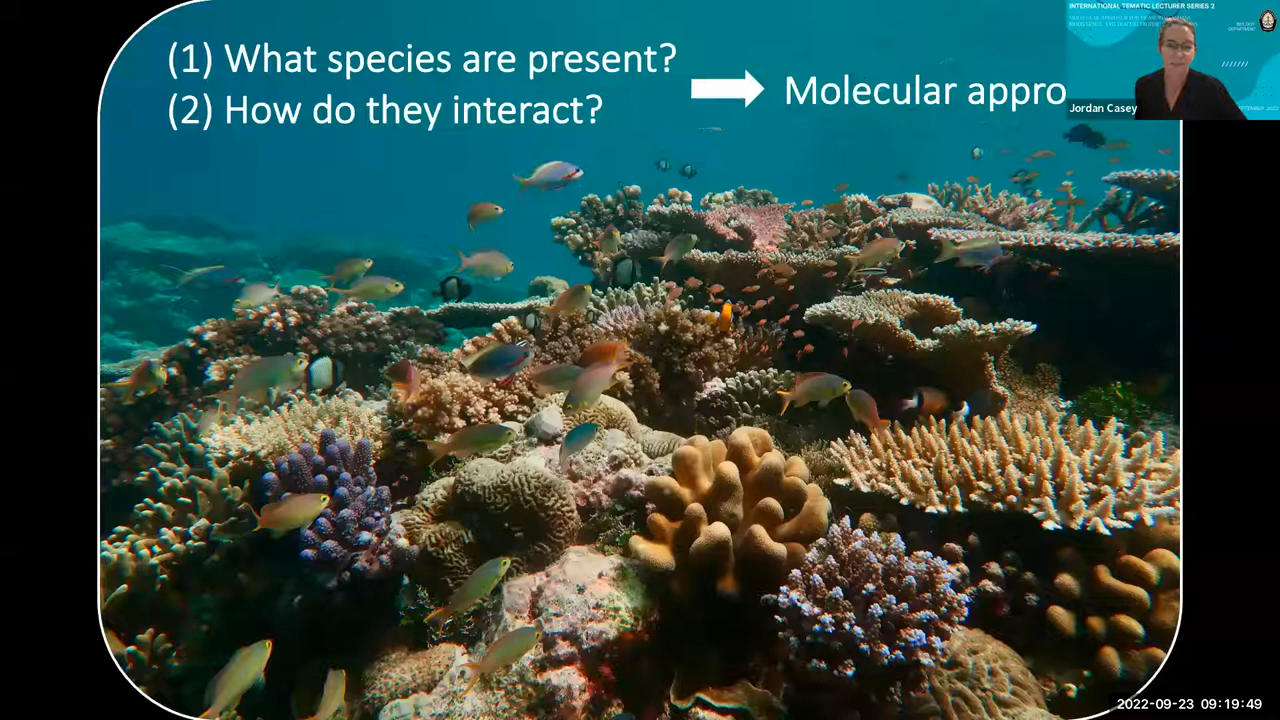 (1) What species are present?
(2) How do they interact?
Molecular appro
INTERNATIONAL TEMATIC LECTURER SERIES 2
BIOLOGY
DEPARTMENT
Jordan Casey
2022-09-23 09:19:49